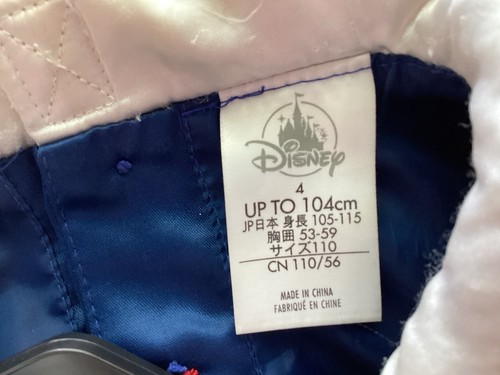 Disney
4
UP TO 104cm
JP日本 身長 105-115
胸囲 53-59
サイズ110
CN 110/56
MADE IN CHINA
FABRIQUÉ EN CHINE